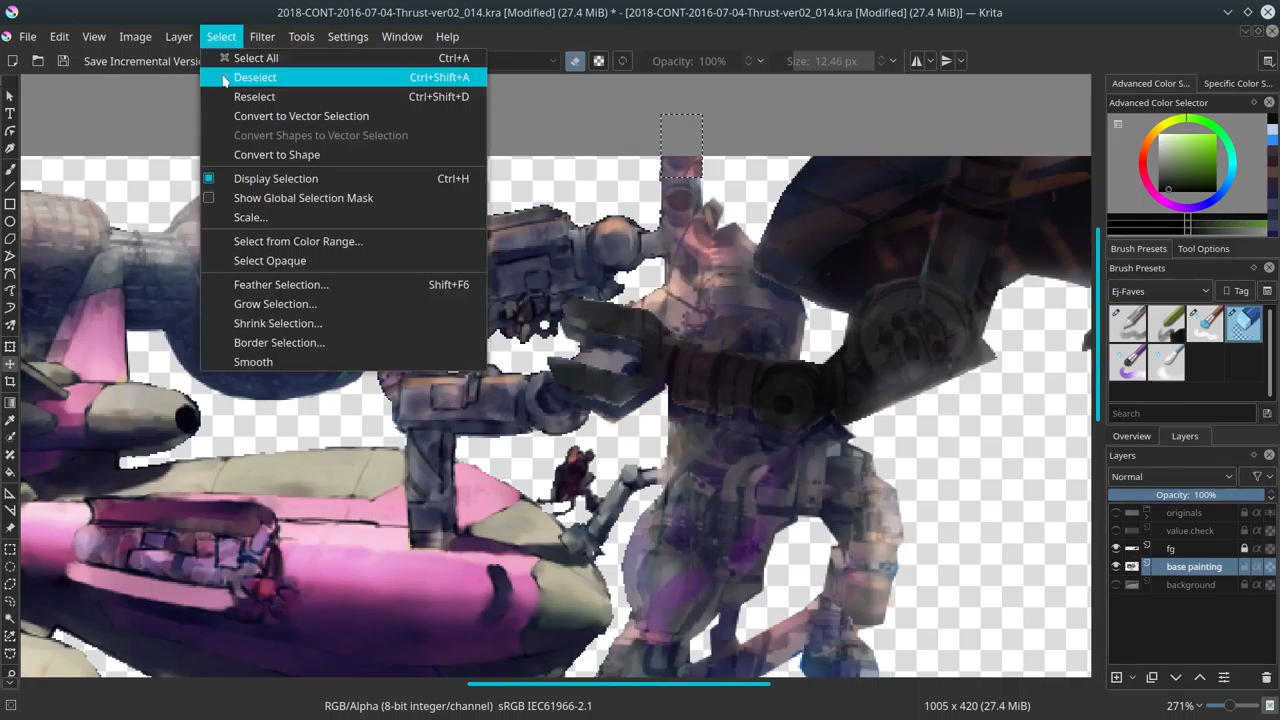 2018-CONT-2016-07-04-Thrust-ver02_014.kra [Modified] (27.4 MiB) * - [2018-CONT-2016-07-04-Thrust-ver02_014.kra [Modified] (27.4 MiB)] — Krita
File Edit View Image Layer Select Filter Tools Settings Window Help
Save Incremental Versi
Opacity: 100% Size: 12.46 px
Select All Ctrl+A
Deselect Ctrl+Shift+A
Reselect Ctrl+Shift+D
Convert to Vector Selection
Convert Shapes to Vector Selection
Convert to Shape
Display Selection Ctrl+H
Show Global Selection Mask
Scale...
Select from Color Range...
Select Opaque
Feather Selection... Shift+F6
Grow Selection...
Shrink Selection...
Border Selection...
Smooth
Advanced Color S... Specific Color S...
Advanced Color Selector
Brush Presets Tool Options
Brush Presets
Ej-Faves Tag
Search
Overview Layers
Layers
Normal
Opacity: 100%
originals
value check
fg
base painting
background
RGB/Alpha (8-bit integer/channel) sRGB IEC61966-2.1 1005 x 420 (27.4 MiB) 271%